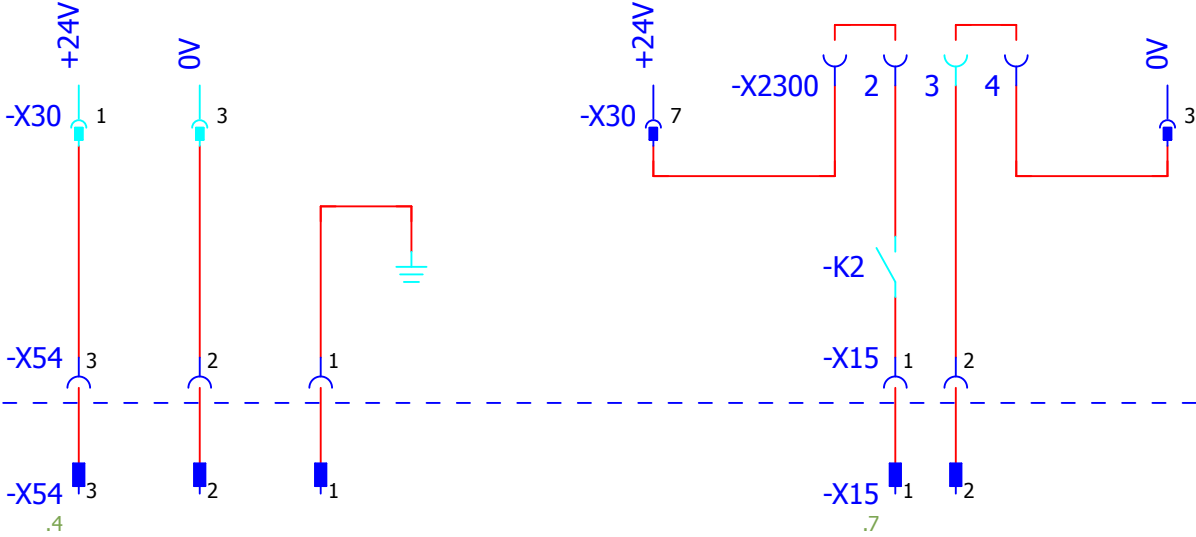 +24V
0V
+24V
0V
-X30 1 3
-X30 7
-X2300 2 3 4
3
-K2
-X54 3 2 1
-X15 1 2
-X54 3 2 1
-X15 1 2
.4
.7